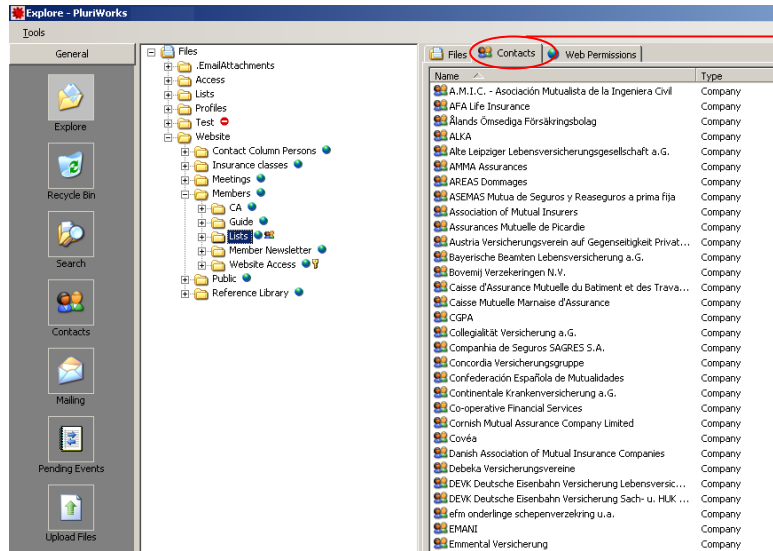 Explore - PluriWorks
Tools
General
Explore
Recycle Bin
Search
Contacts
Mailing
Pending Events
Upload Files
Files
.EmailAttachments
Access
Lists
Profiles
Test
Website
Contact Column Persons
Insurance classes
Meetings
Members
CA
Guide
Lists
Member Newsletter
Website Access
Public
Reference Library
Files Contacts Web Permissions
Name Type
A.M.I.C. - Asociación Mutualista de la Ingeniera Civil Company
AFA Life Insurance Company
Ålands Ömsediga Försäkringsbolag Company
ALKA Company
Alte Leipziger Lebensversicherungsgesellschaft a.G. Company
AMMA Assurances Company
AREAS Dommages Company
ASEMAS Mutua de Seguros y Reaseguros a prima fija Company
Association of Mutual Insurers Company
Assurances Mutuelle de Picardie Company
Austria Versicherungsverein auf Gegenseitigkeit Privat... Company
Bayerische Beamten Lebensversicherung a.G. Company
Bovemij Verzekeringen N.V. Company
Caisse d'Assurance Mutuelle du Batiment et des Trava... Company
Caisse Mutuelle Marnaise d'Assurance Company
CGPA Company
Collegialität Versicherung a.G. Company
Companhia de Seguros SAGRES S.A. Company
Concordia Versicherungsgruppe Company
Confederación Española de Mutualidades Company
Continentale Krankenversicherung a.G. Company
Co-operative Financial Services Company
Cornish Mutual Assurance Company Limited Company
Covéa Company
Danish Association of Mutual Insurance Companies Company
Debeka Versicherungsvereine Company
DEVK Deutsche Eisenbahn Versicherung Lebensversic... Company
DEVK Deutsche Eisenbahn Versicherung Sach- u. HUK ... Company
efm onderlinge schepenverzekring u.a. Company
EMANI Company
Emmental Versicherung Company